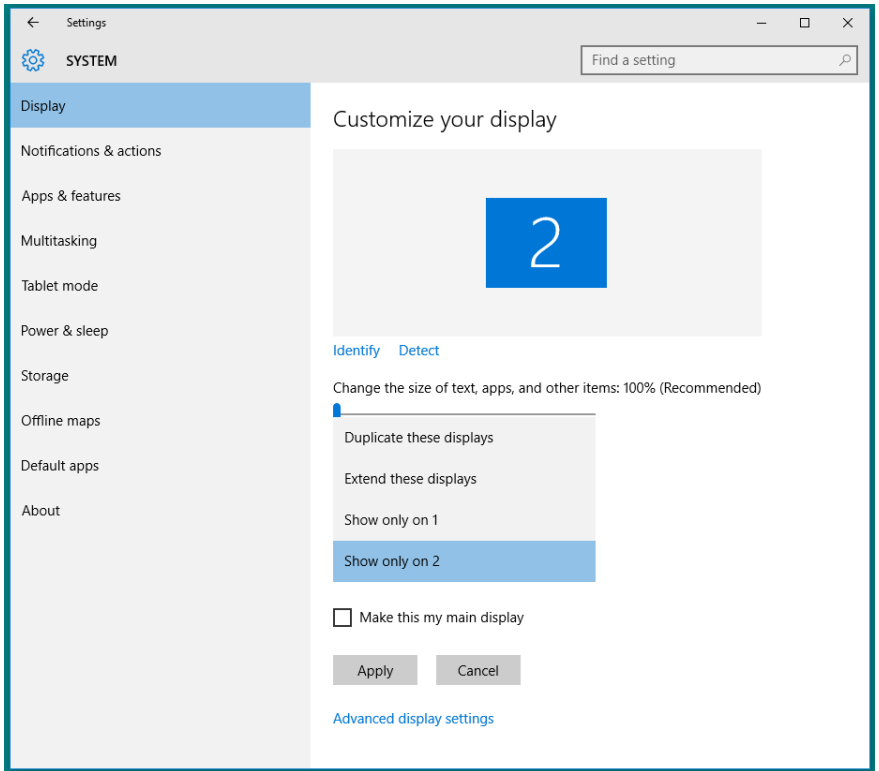 Settings
SYSTEM
Find a setting
Display
Notifications & actions
Apps & features
Multitasking
Tablet mode
Power & sleep
Storage
Offline maps
Default apps
About
Customize your display
2
Identify Detect
Change the size of text, apps, and other items: 100% (Recommended)
Duplicate these displays
Extend these displays
Show only on 1
Show only on 2
Make this my main display
Apply Cancel
Advanced display settings